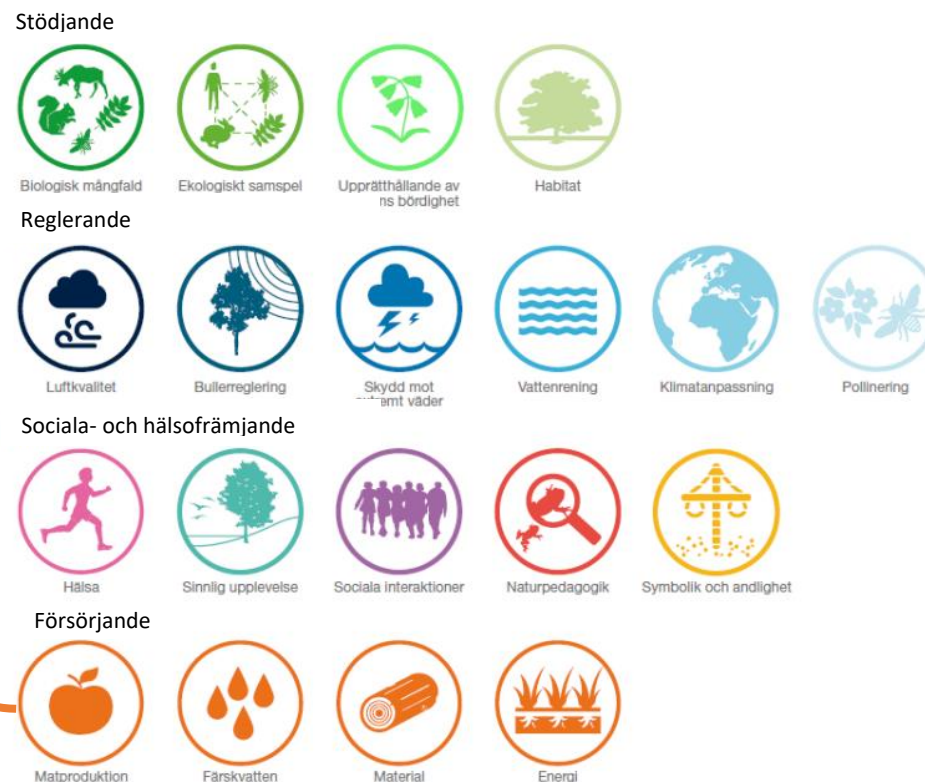 Stödjande
Biologisk mångfald
Ekologiskt samspel
Upprätthållande av
ns bördighet
Habitat
Reglerande
Luftkvalitet
Bullerreglering
Skydd mot
väder
Vattenrening
Klimatanpassning
Pollinering
Sociala- och hälsofrämjande
Hälsa
Sinnlig upplevelse
Sociala interaktioner
Naturpedagogik
Symbolik och andlighet
Försörjande
Matproduktion
Färskvatten
Material
Energi